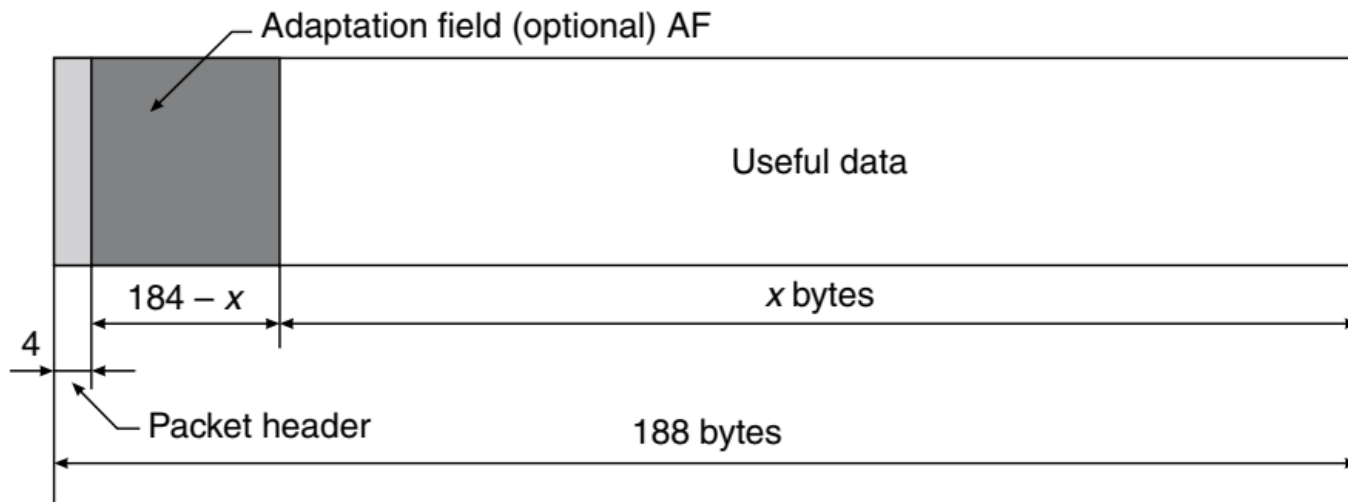 Adaptation field (optional) AF
Useful data
184 – x
x bytes
4
Packet header
188 bytes